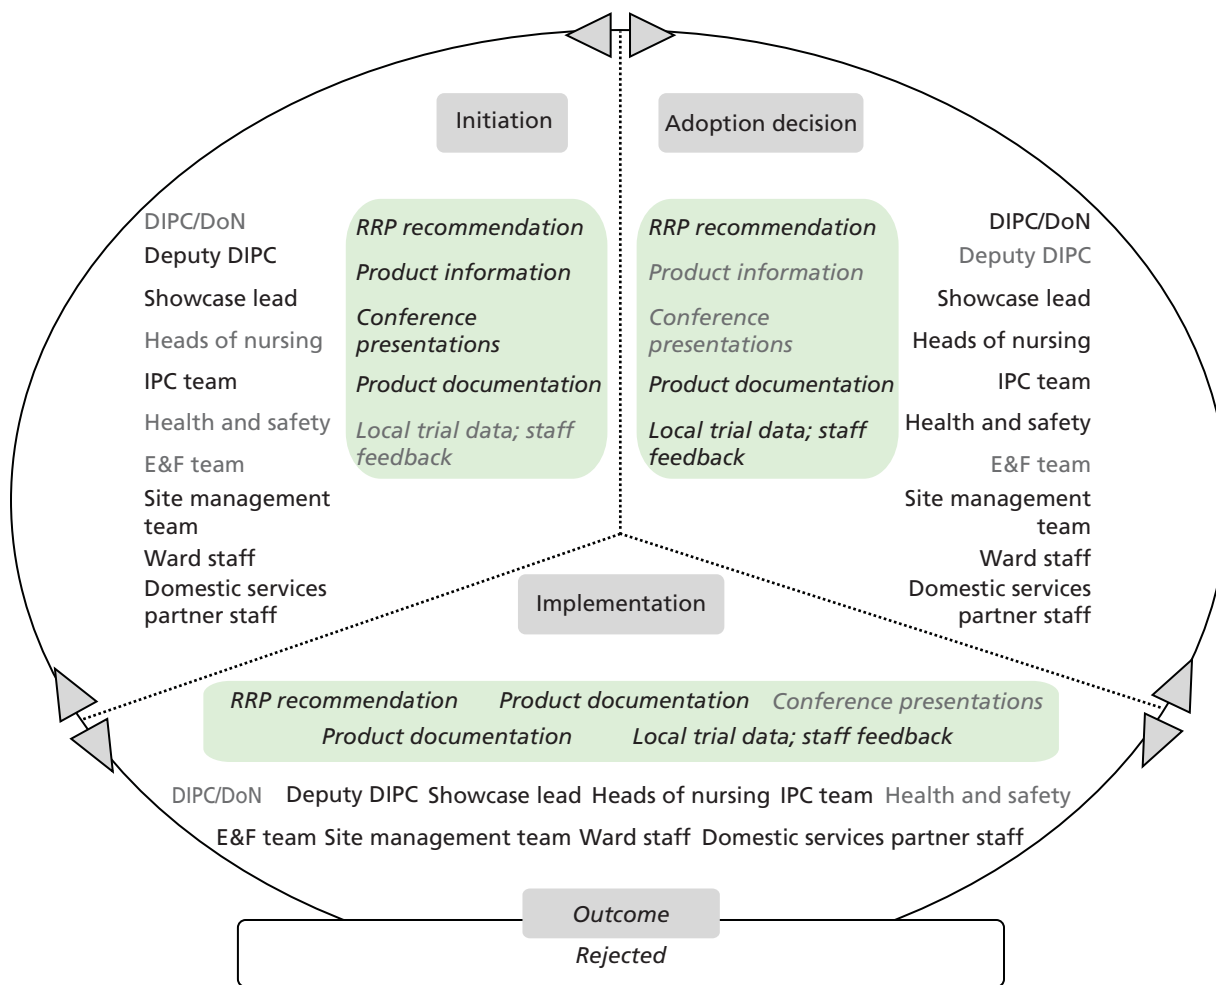 Initiation
Adoption decision
DIPC/DoN
Deputy DIPC
Showcase lead
Heads of nursing
IPC team
Health and safety
E&F team
Site management
team
Ward staff
Domestic services
partner staff
RRP recommendation
Product information
Conference
presentations
Product documentation
Local trial data; staff
feedback
RRP recommendation
Product information
Conference
presentations
Product documentation
Local trial data; staff
feedback
DIPC/DoN
Deputy DIPC
Showcase lead
Heads of nursing
IPC team
Health and safety
E&F team
Site management
team
Ward staff
Domestic services
partner staff
Implementation
RRP recommendation Product documentation Conference presentations
Product documentation Local trial data; staff feedback
DIPC/DoN Deputy DIPC Showcase lead Heads of nursing IPC team Health and safety
E&F team Site management team Ward staff Domestic services partner staff
Outcome
Rejected